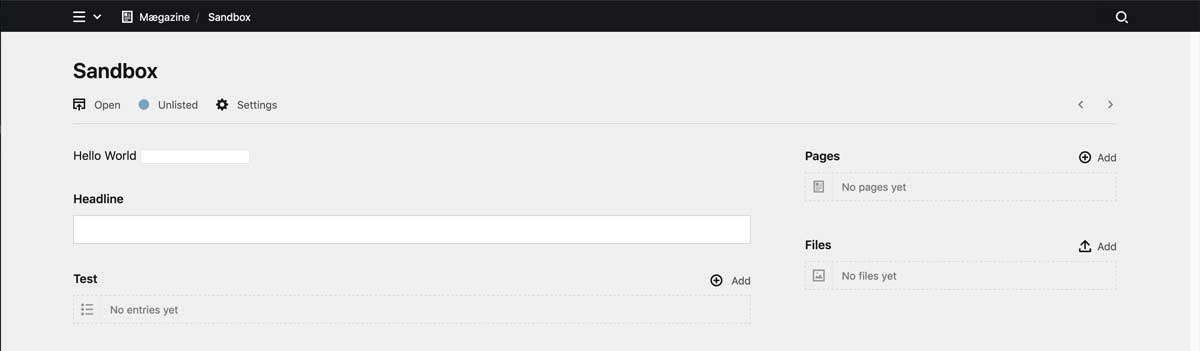 Mægazine / Sandbox
Sandbox
Open Unlisted Settings
Hello World
Headline
Test Add
No entries yet
Pages Add
No pages yet
Files Add
No files yet